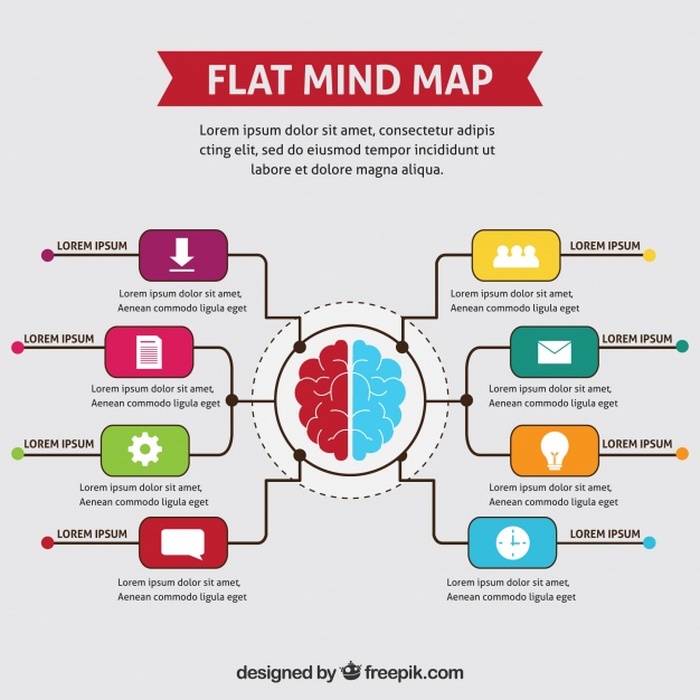 FLAT MIND MAP
Lorem ipsum dolor sit amet, consectetur adipis
cting elit, sed do eiusmod tempor incididunt ut
labore et dolore magna aliqua.
LOREM IPSUM
Lorem ipsum dolor sit amet,
Aenean commodo ligula eget
LOREM IPSUM
Lorem ipsum dolor sit amet,
Aenean commodo ligula eget
LOREM IPSUM
Lorem ipsum dolor sit amet,
Aenean commodo ligula eget
LOREM IPSUM
Lorem ipsum dolor sit amet,
Aenean commodo ligula eget
LOREM IPSUM
Lorem ipsum dolor sit amet,
Aenean commodo ligula eget
LOREM IPSUM
Lorem ipsum dolor sit amet,
Aenean commodo ligula eget
LOREM IPSUM
Lorem ipsum dolor sit amet,
Aenean commodo ligula eget
LOREM IPSUM
Lorem ipsum dolor sit amet,
Aenean commodo ligula eget
designed by freepik.com